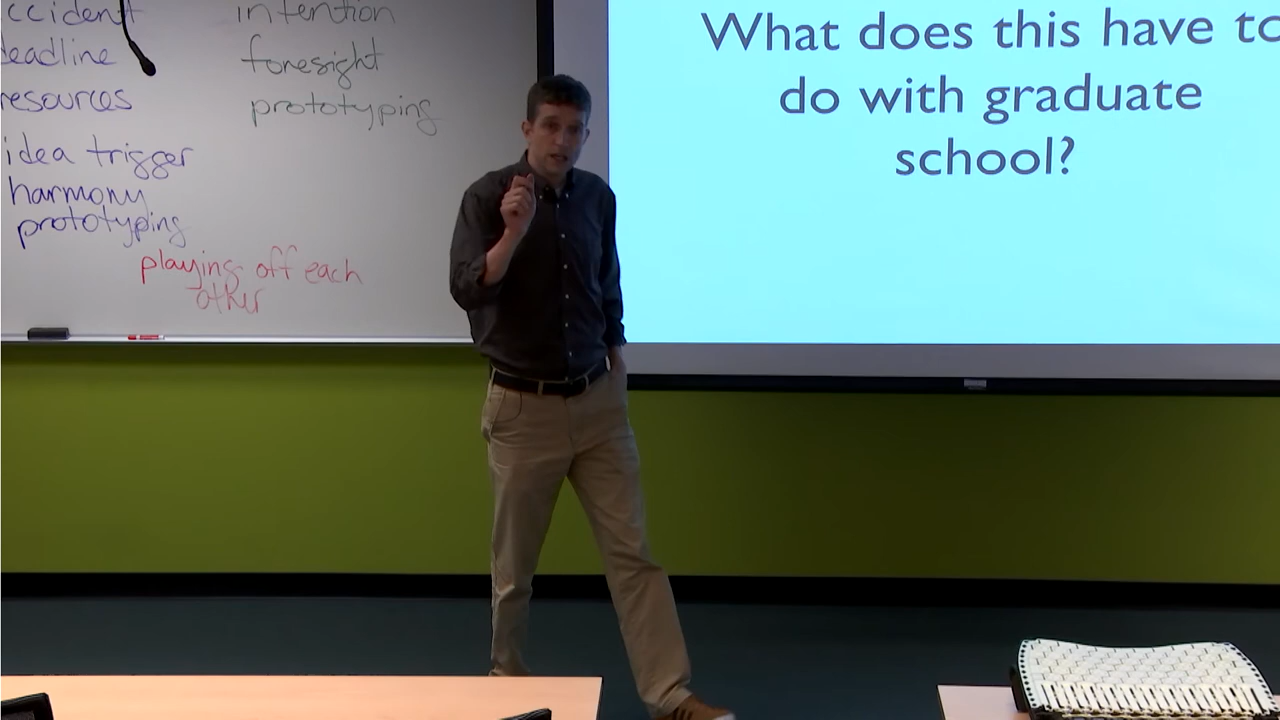 ccident
deadline
resources
idea trigger
harmony
prototyping
intention
foresight
prototyping
playing off each
other
What does this have to
do with graduate
school?